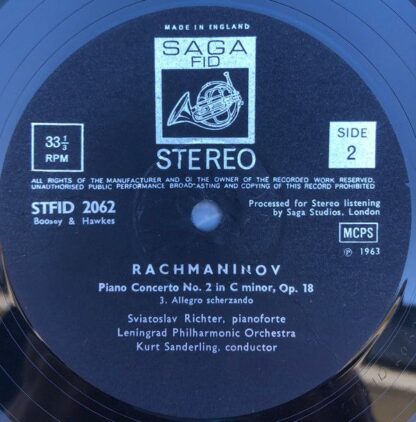 MADE IN ENGLAND
SAGA
FID
33 1/3
RPM
STEREO
SIDE
2
ALL RIGHTS OF THE MANUFACTURER AND OF THE OWNER OF THE RECORDED WORK RESERVED,
UNAUTHORISED PUBLIC PERFORMANCE BROADCASTING AND COPYING OF THIS RECORD PROHIBITED
STFID 2062
Boosey & Hawkes
Processed for Stereo listening
by Saga Studios, London
MCPS
℗ 1963
RACHMANINOV
Piano Concerto No. 2 in C minor, Op. 18
3. Allegro scherzando
Sviatoslav Richter, pianoforte
Leningrad Philharmonic Orchestra
Kurt Sanderling, conductor